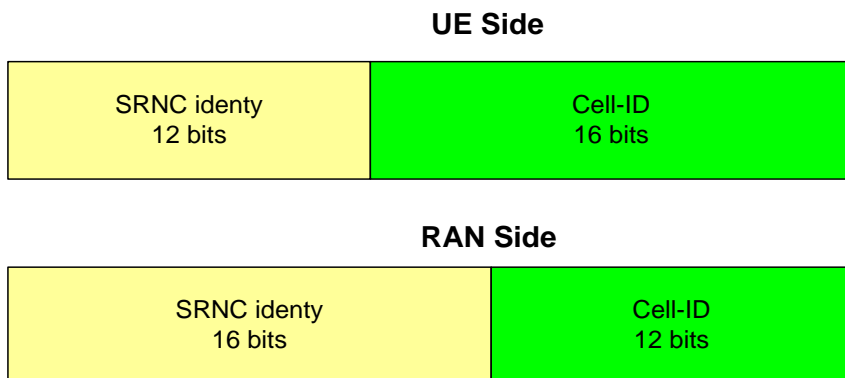 UE Side
SRNC identy
12 bits
Cell-ID
16 bits
RAN Side
SRNC identy
16 bits
Cell-ID
12 bits